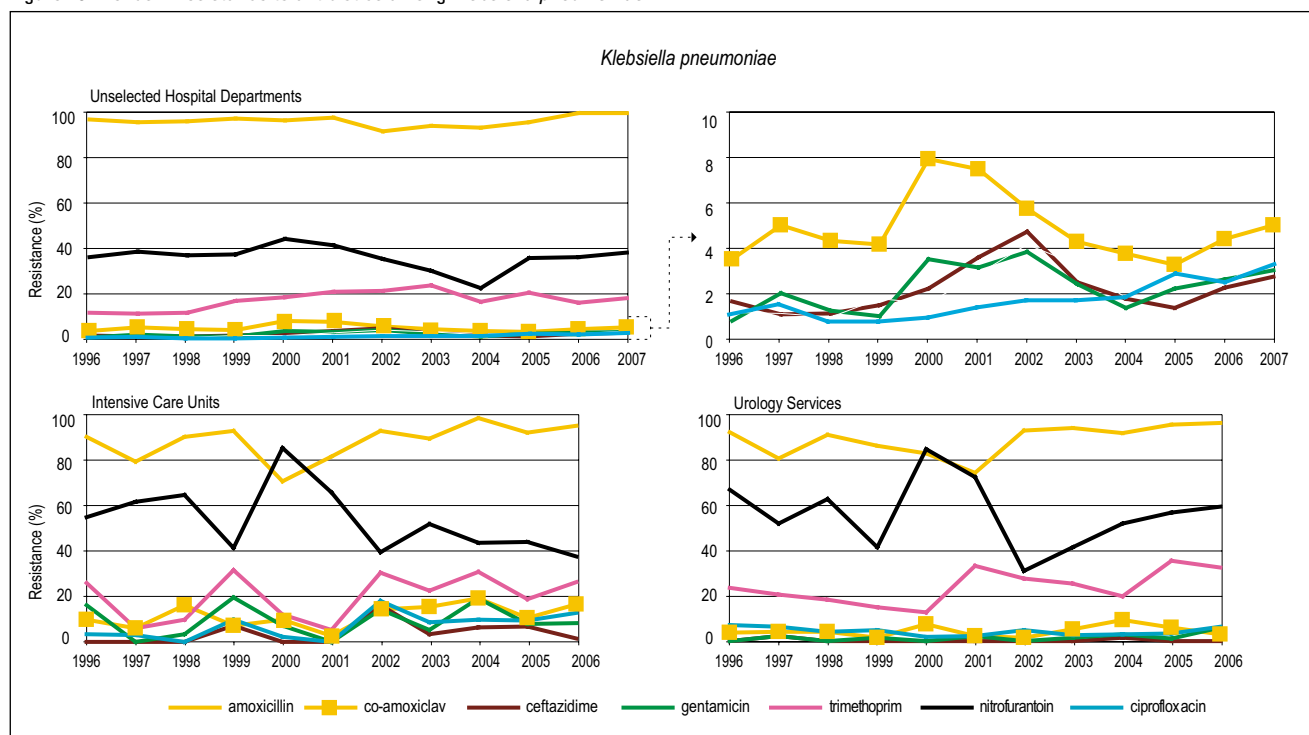 Klebsiella pneumoniae
Unselected Hospital Departments
Resistance (%)
100
80
60
40
20
0
1996 1997 1998 1999 2000 2001 2002 2003 2004 2005 2006 2007
10
8
6
4
2
0
1996 1997 1998 1999 2000 2001 2002 2003 2004 2005 2006 2007
Intensive Care Units
Resistance (%)
100
80
60
40
20
0
1996 1997 1998 1999 2000 2001 2002 2003 2004 2005 2006
Urology Services
100
80
60
40
20
0
1996 1997 1998 1999 2000 2001 2002 2003 2004 2005 2006
amoxicillin co-amoxiclav ceftazidime gentamicin trimethoprim nitrofurantoin ciprofloxacin